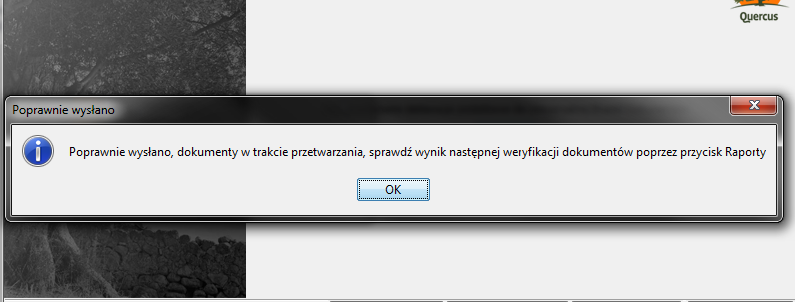 Quercus
Poprawnie wysłano
Poprawnie wysłano, dokumenty w trakcie przetwarzania, sprawdź wynik następnej weryfikacji dokumentów poprzez przycisk Raporty
OK